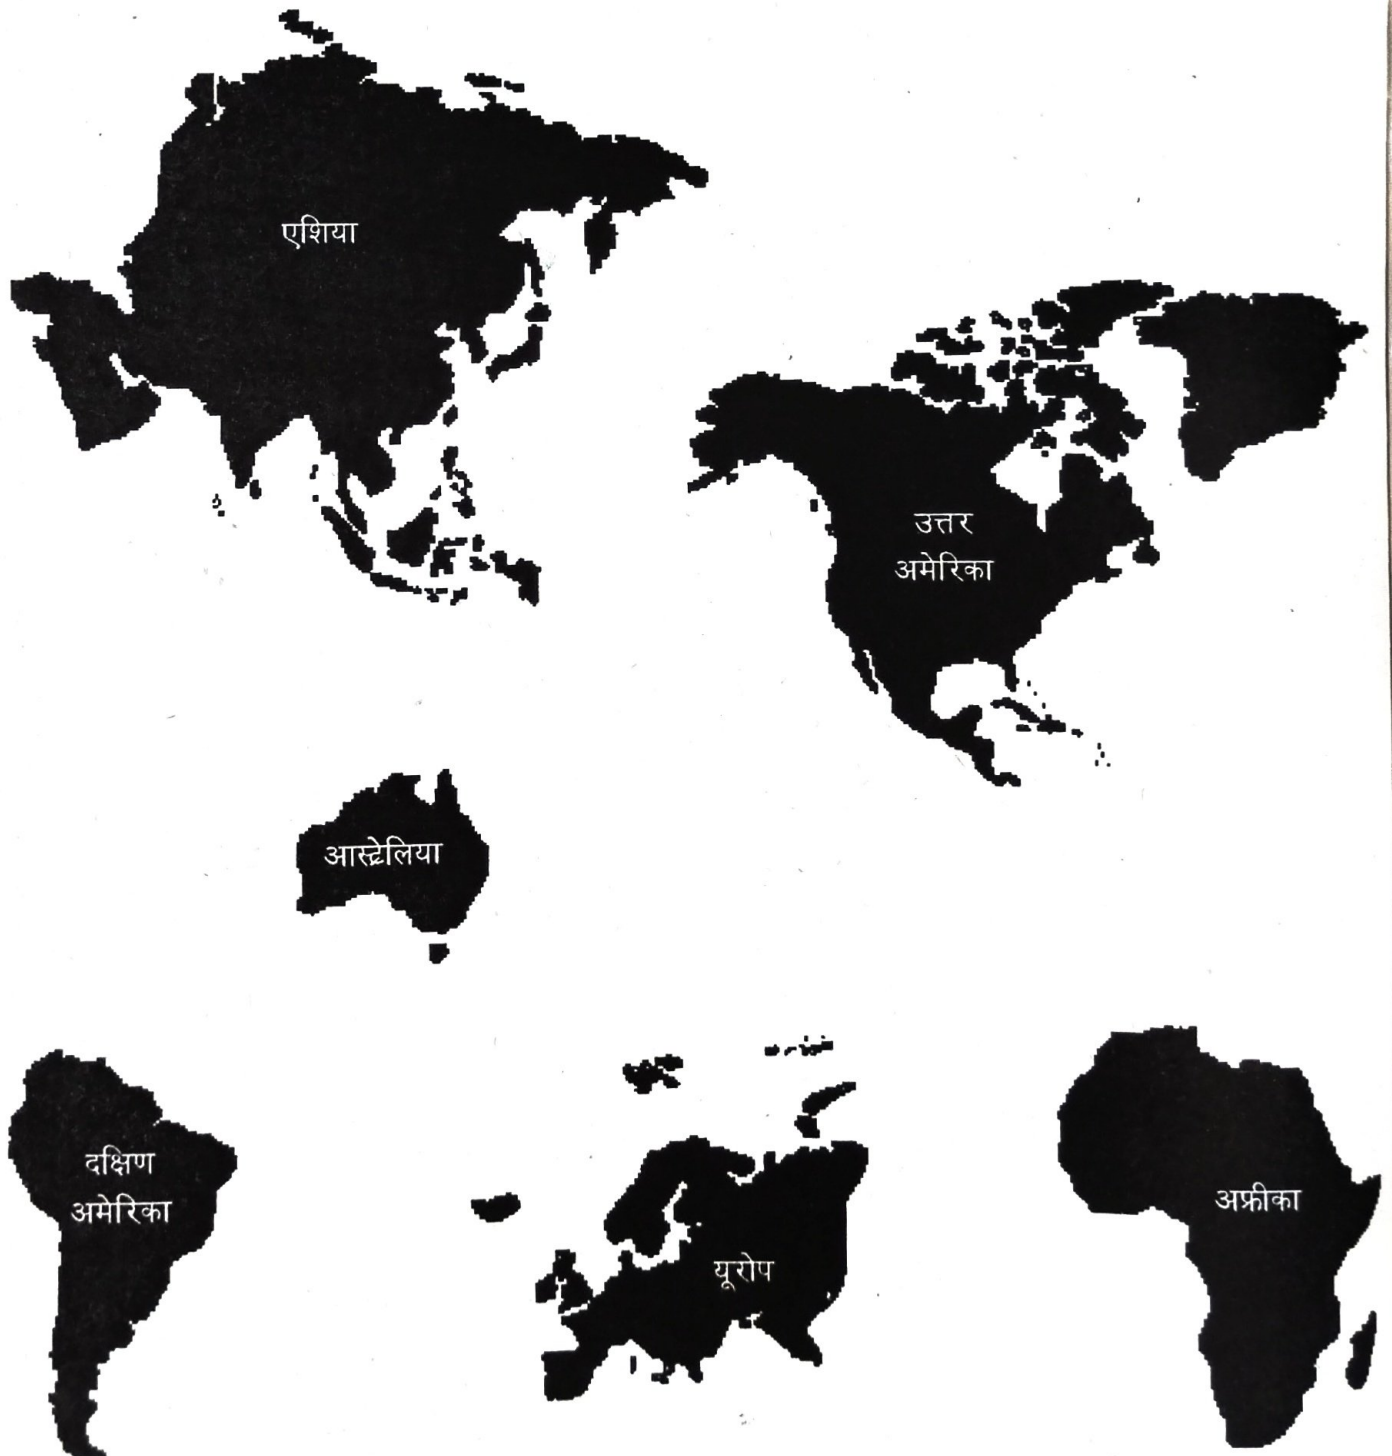 एशिया
उत्तर
अमेरिका
आस्ट्रेलिया
दक्षिण
अमेरिका
यूरोप
अफ्रीका